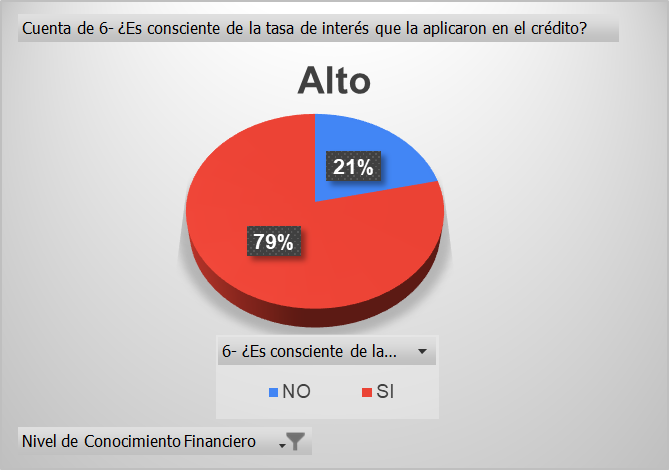 Cuenta de 6- ¿Es consciente de la tasa de interés que la aplicaron en el crédito?
Alto
21%
79%
6- ¿Es consciente de la...
NO SI
Nivel de Conocimiento Financiero